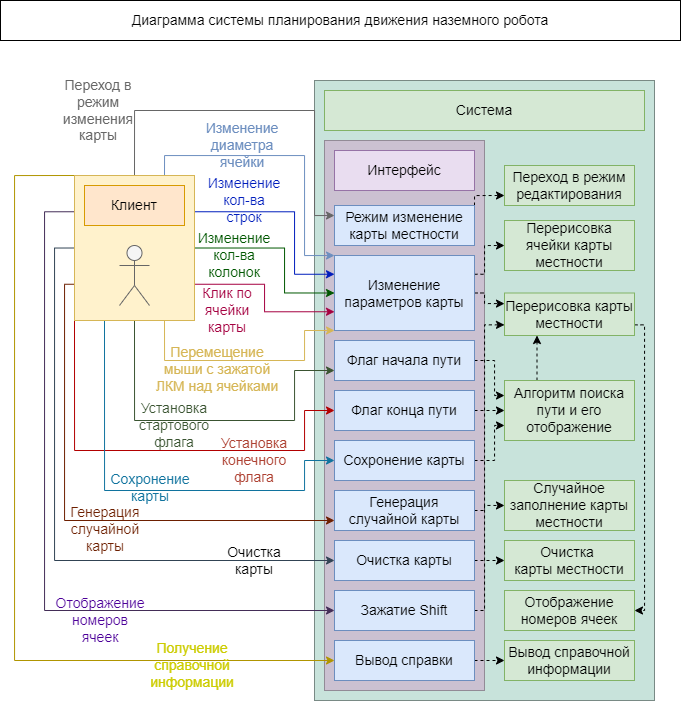 Диаграмма системы планирования движения наземного робота
Переход в
режим
изменения
карты
Система
Изменение
диаметра
ячейки
Интерфейс
Переход в режим
редактирования
Клиент
Изменение
кол-ва
строк
Режим изменение
карты местности
Перерисовка
ячейки карты
местности
Изменение
кол-ва
колонок
Изменение
параметров карты
Клик по
ячейки
карты
Перерисовка карты
местности
Перемещение
мыши с зажатой
ЛКМ над ячейками
Флаг начала пути
Установка
стартового
флага
Флаг конца пути
Алгоритм поиска
пути и его
отображение
Установка
конечного
флага
Сохронение карты
Сохронение
карты
Генерация
случайной карты
Случайное
заполнение карты
местности
Генерация
случайной
карты
Очистка
карты
Очистка карты
Очистка
карты местности
Отображение
номеров
ячеек
Зажатие Shift
Отображение
номеров ячеек
Получение
справочной
информации
Вывод справки
Вывод справочной
информации